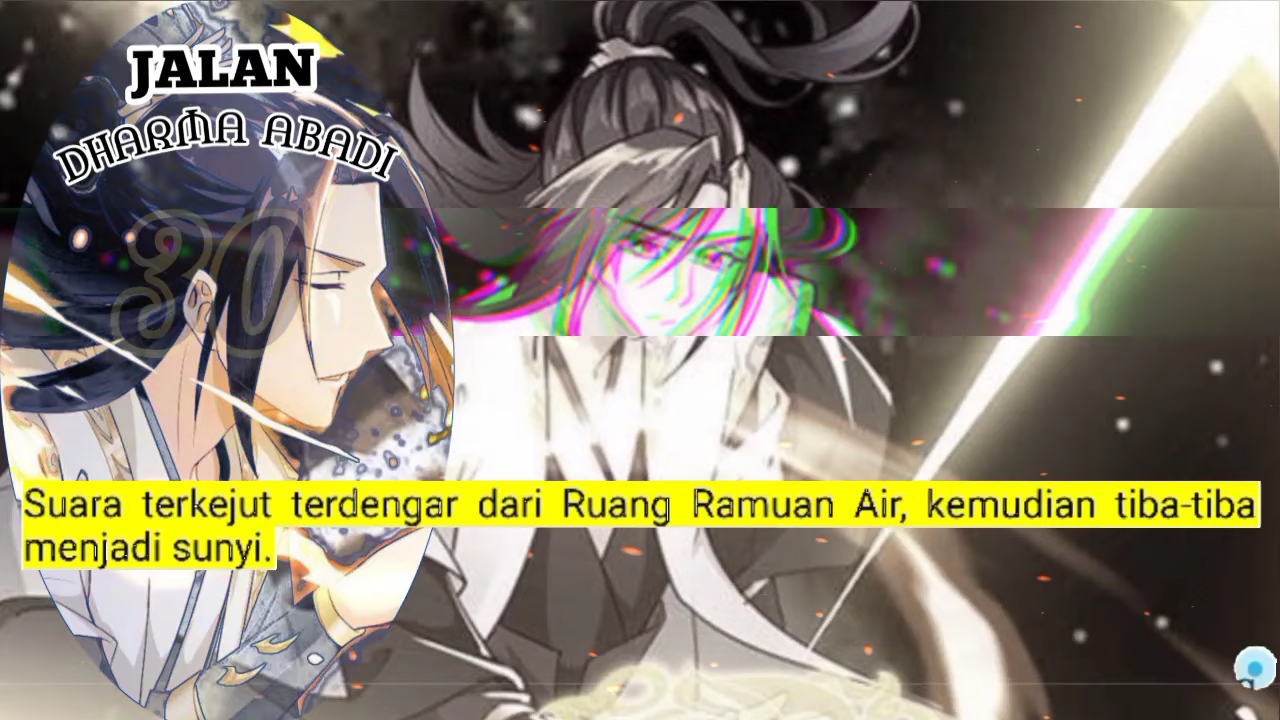 JALAN
DHARMA ABADI
30
Suara terkejut terdengar dari Ruang Ramuan Air, kemudian tiba-tiba
menjadi sunyi.